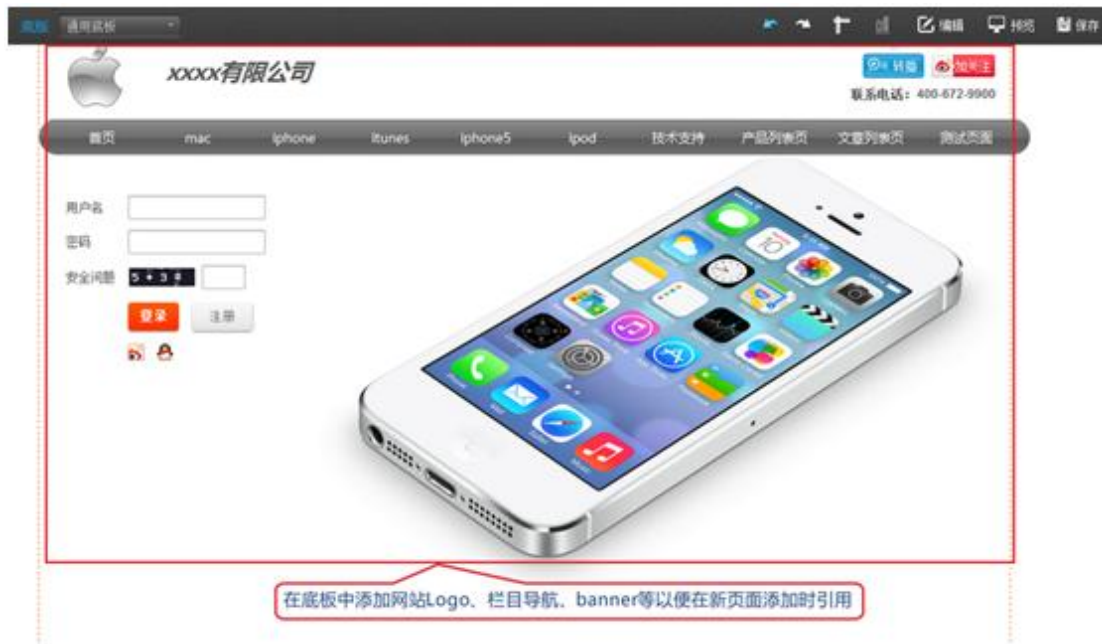 底板 通用底板 编辑 预览 保存
xxxx有限公司
转播 加关注
联系电话：400-672-9900
首页 mac iphone itunes iphone5 ipod 技术支持 产品列表页 文章列表页 测试页面
用户名
密码
安全问题 5 + 3
登录 注册
在底板中添加网站Logo、栏目导航、banner等以便在新页面添加时引用